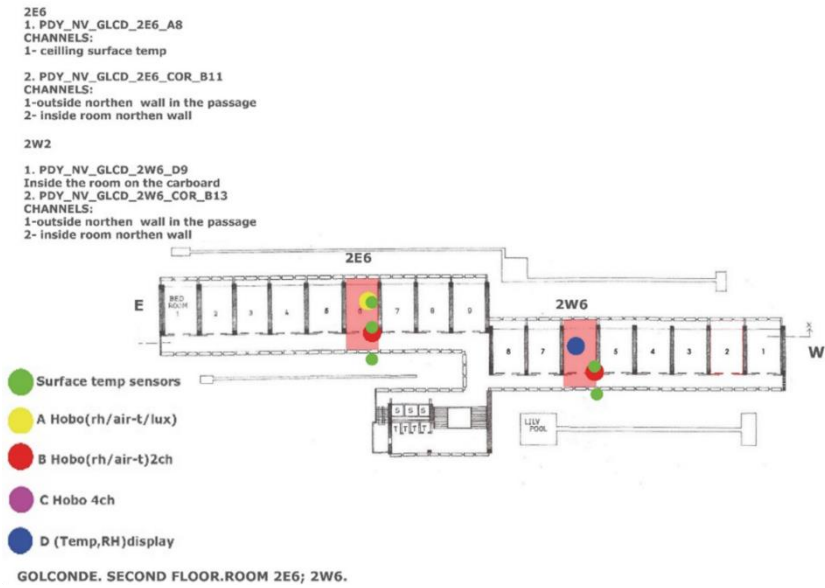 2E6
1. PDY_NV_GLCD_2E6_A8
CHANNELS:
1- ceilling surface temp
2. PDY_NV_GLCD_2E6_COR_B11
CHANNELS:
1-outside northen wall in the passage
2- inside room northen wall
2W2
1. PDY_NV_GLCD_2W6_D9
Inside the room on the carboard
2. PDY_NV_GLCD_2W6_COR_B13
CHANNELS:
1-outside northen wall in the passage
2- inside room northen wall
2E6
E
BED
ROOM
1 2 3 4 5 6 7 8 9
2W6
8 7 5 4 3 2 1
W
S S S
T T T T
LILY
POOL
Surface temp sensors
A Hobo(rh/air-t/lux)
B Hobo(rh/air-t)2ch
C Hobo 4ch
D (Temp,RH)display
GOLCONDE. SECOND FLOOR.ROOM 2E6; 2W6.